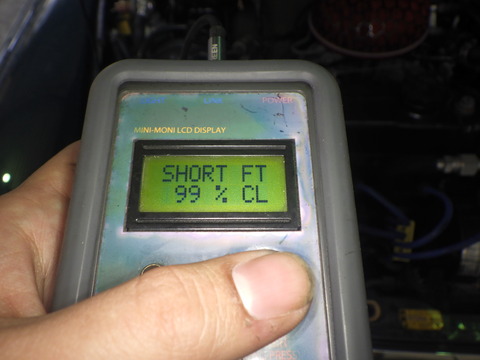 POWER
MINI-MONI LCD DISPLAY
SHORT FT
99 % CL